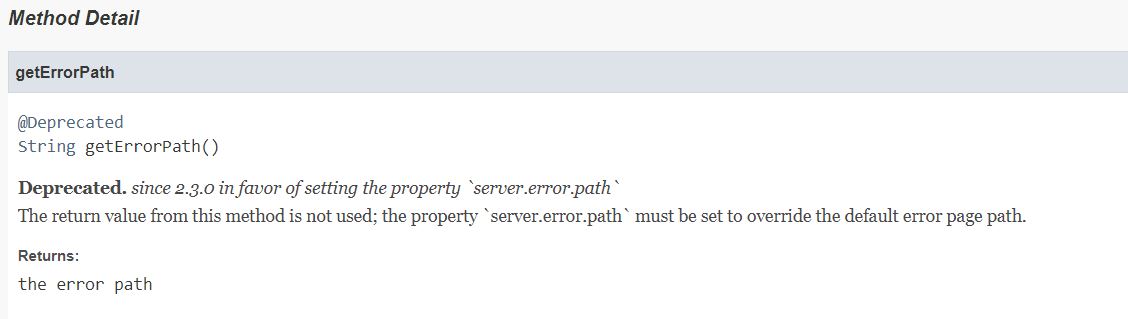 Method Detail
getErrorPath
@Deprecated
String getErrorPath()
Deprecated. since 2.3.0 in favor of setting the property `server.error.path`
The return value from this method is not used; the property `server.error.path` must be set to override the default error page path.
Returns:
the error path